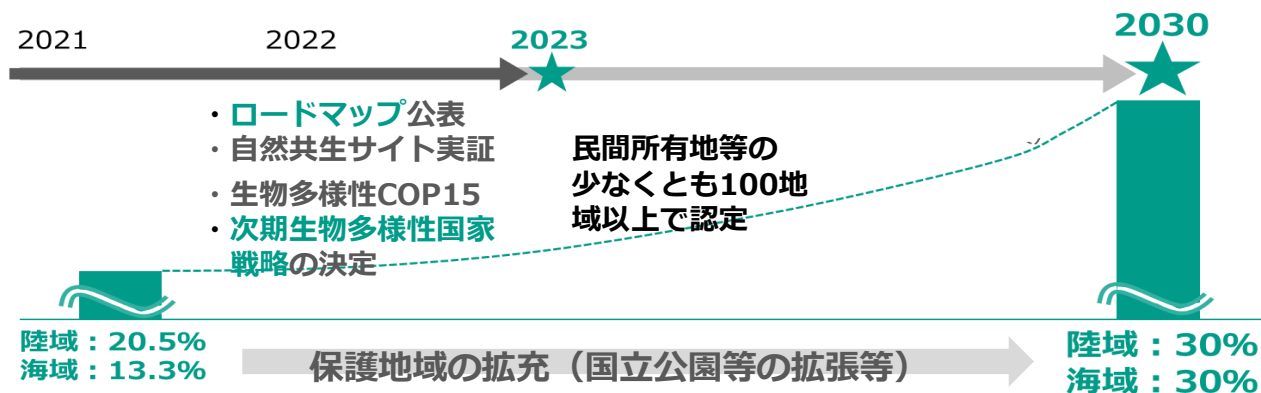 2021
2022
2023
2030
・ロードマップ公表
・自然共生サイト実証
・生物多様性COP15
・次期生物多様性国家
戦略の決定
民間所有地等の
少なくとも100地
域以上で認定
陸域：20.5%
海域：13.3%
保護地域の拡充（国立公園等の拡張等）
陸域：30%
海域：30%